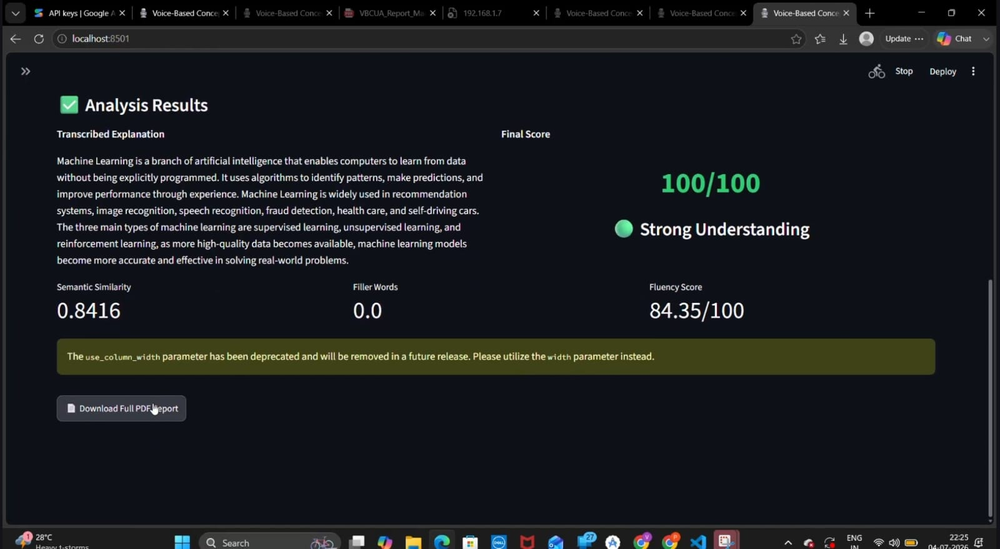 API keys | Google A
Voice-Based Conce
Voice-Based Conce
VBCUA_Report_Ma
192.168.1.7
Voice-Based Conce
Voice-Based Conce
Voice-Based Conce
localhost:8501
Update
Chat
Stop
Deploy
Analysis Results
Transcribed Explanation
Final Score
Machine Learning is a branch of artificial intelligence that enables computers to learn from data
without being explicitly programmed. It uses algorithms to identify patterns, make predictions, and
improve performance through experience. Machine Learning is widely used in recommendation
systems, image recognition, speech recognition, fraud detection, health care, and self-driving cars.
The three main types of machine learning are supervised learning, unsupervised learning, and
reinforcement learning, as more high-quality data becomes available, machine learning models
become more accurate and effective in solving real-world problems.
100/100
Strong Understanding
Semantic Similarity
0.8416
Filler Words
0.0
Fluency Score
84.35/100
The use_column_width parameter has been deprecated and will be removed in a future release. Please utilize the width parameter instead.
Download Full PDF Report
1
28°C
Heavy t-storms
Search
DELL
27
V
P
ENG
IN
22:25
04-07-2026